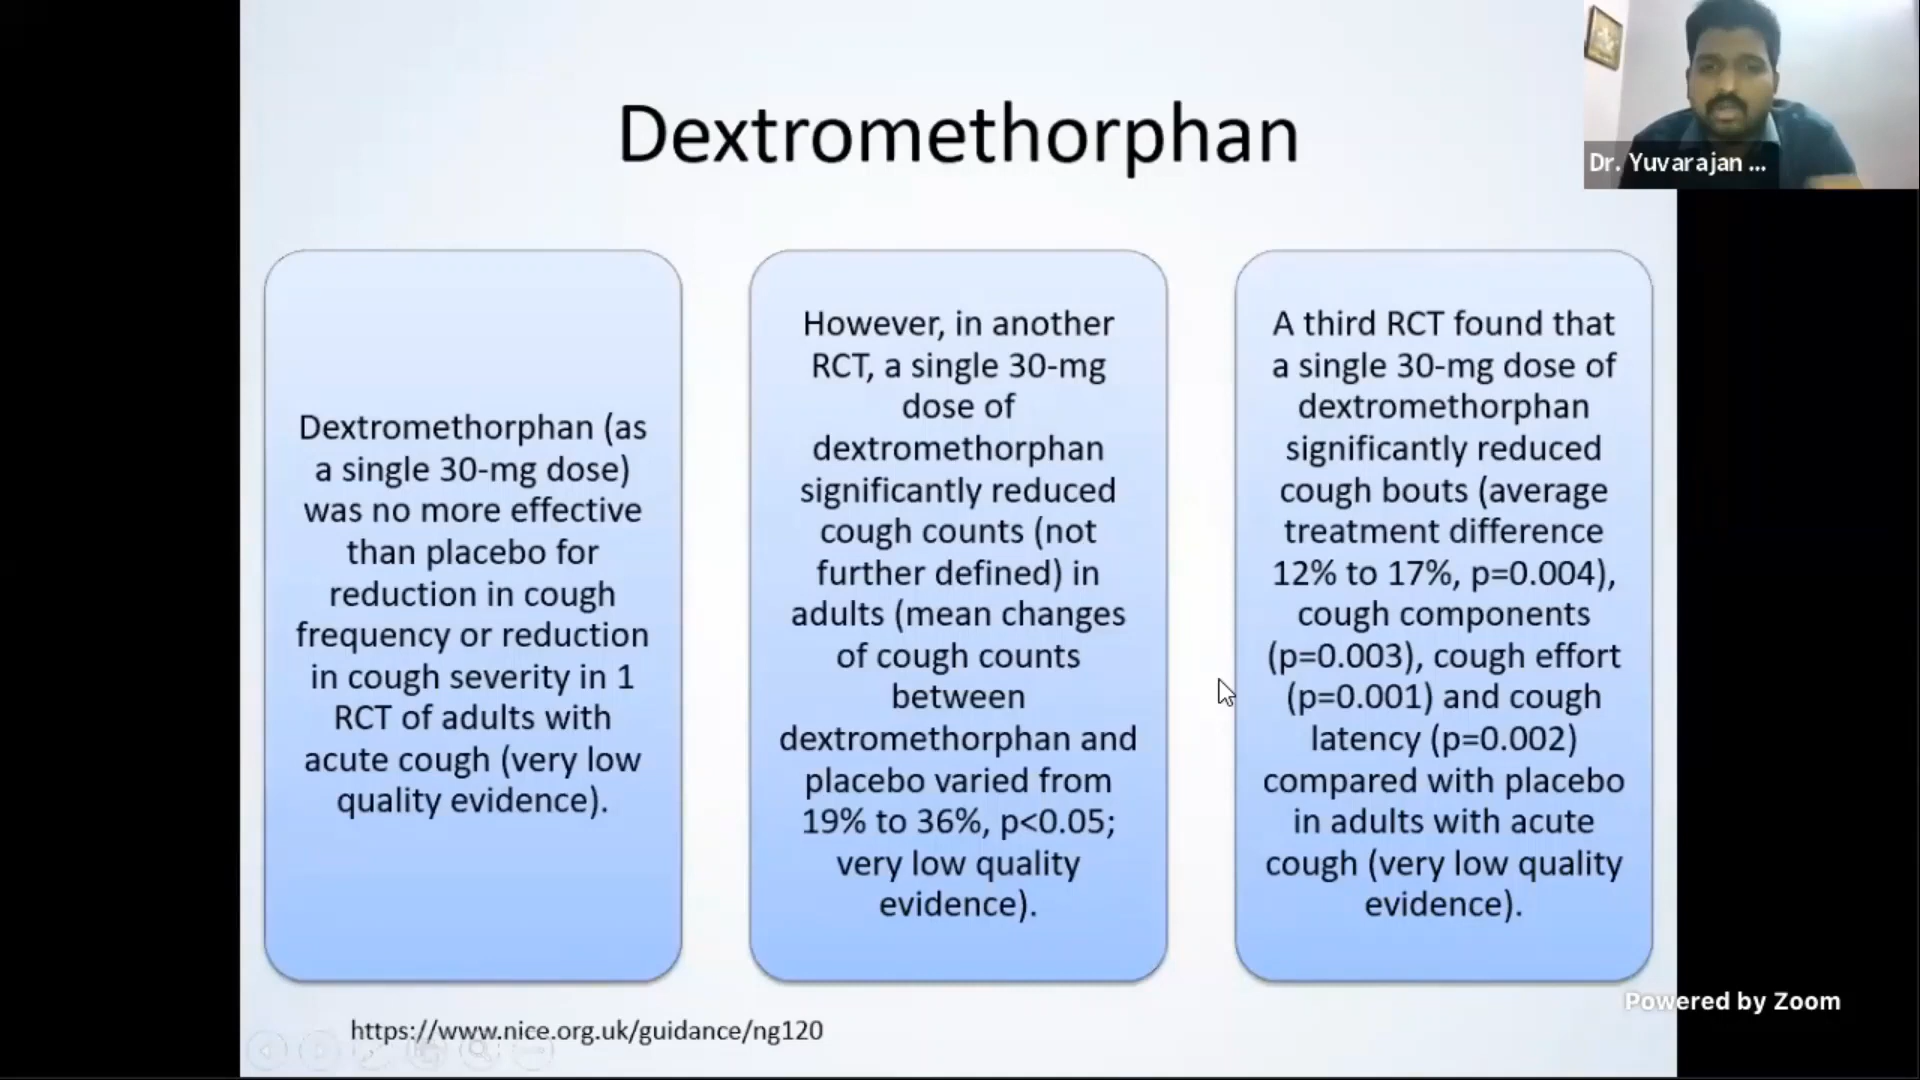 Dextromethorphan
Dr. Yuvarajan ...
Dextromethorphan (as
a single 30-mg dose)
was no more effective
than placebo for
reduction in cough
frequency or reduction
in cough severity in 1
RCT of adults with
acute cough (very low
quality evidence).
However, in another
RCT, a single 30-mg
dose of
dextromethorphan
significantly reduced
cough counts (not
further defined) in
adults (mean changes
of cough counts
between
dextromethorphan and
placebo varied from
19% to 36%, p<0.05;
very low quality
evidence).
A third RCT found that
a single 30-mg dose of
dextromethorphan
significantly reduced
cough bouts (average
treatment difference
12% to 17%, p=0.004),
cough components
(p=0.003), cough effort
(p=0.001) and cough
latency (p=0.002)
compared with placebo
in adults with acute
cough (very low quality
evidence).
https://www.nice.org.uk/guidance/ng120
Powered by Zoom